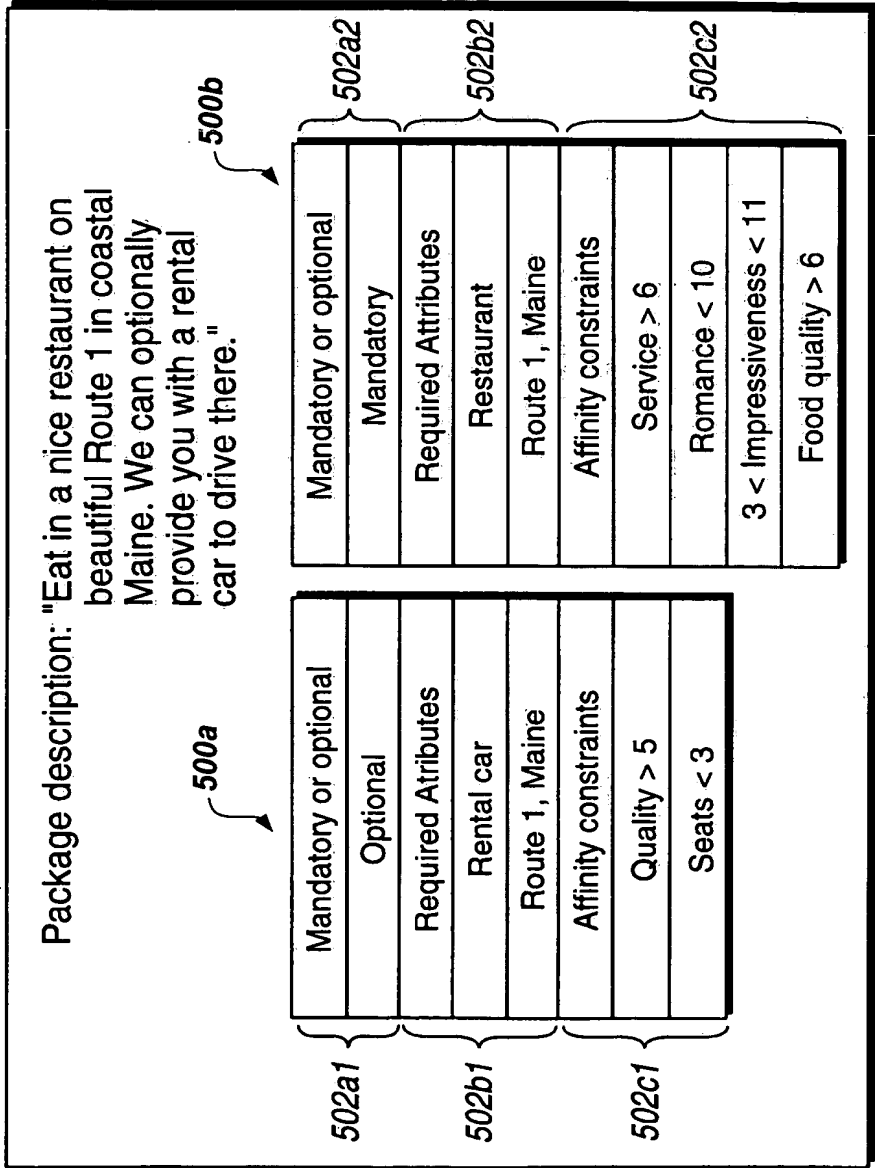 Package description: "Eat in a nice restaurant on
beautiful Route 1 in coastal
Maine. We can optionally
provide you with a rental
car to drive there."
500a
Mandatory or optional
Optional
Required Atributes
Rental car
Route 1, Maine
Affinity constraints
Quality > 5
Seats < 3
502a1
502b1
502c1
500b
Mandatory or optional
Mandatory
Required Attributes
Restaurant
Route 1, Maine
Affinity constraints
Service > 6
Romance < 10
3 < Impressiveness < 11
Food quality > 6
502a2
502b2
502c2